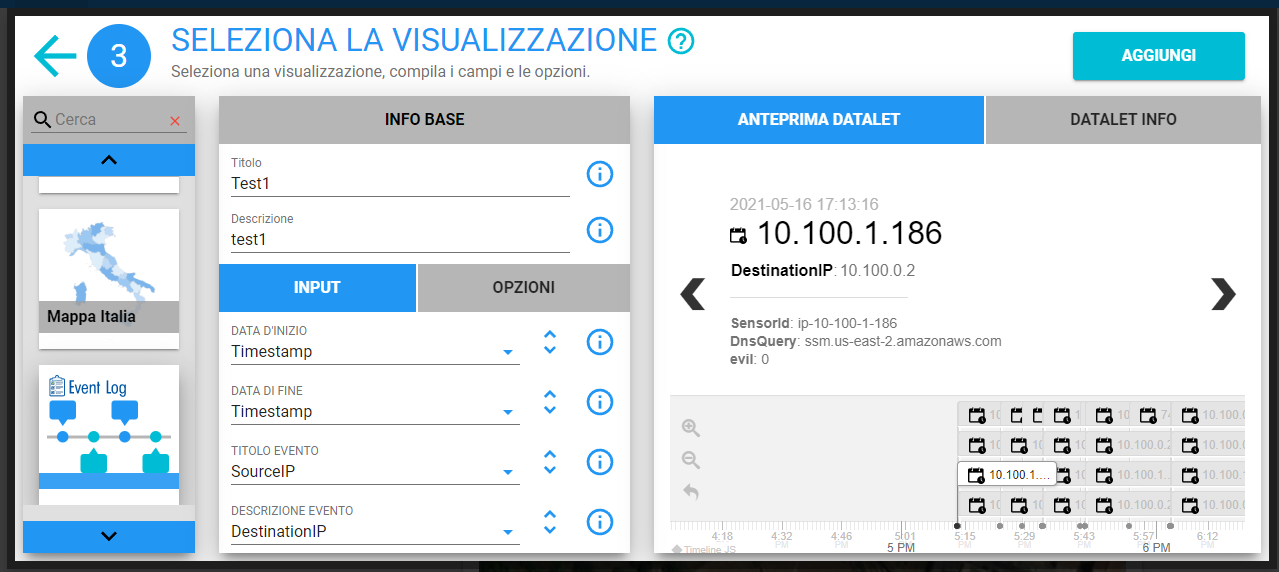 3
SELEZIONA LA VISUALIZZAZIONE ?
Seleziona una visualizzazione, compila i campi e le opzioni.
AGGIUNGI
Cerca
Mappa Italia
Event Log
INFO BASE
Titolo
Test1
Descrizione
test1
INPUT
OPZIONI
DATA D'INIZIO
Timestamp
DATA DI FINE
Timestamp
TITOLO EVENTO
SourceIP
DESCRIZIONE EVENTO
DestinationIP
ANTEPRIMA DATALET
DATALET INFO
2021-05-16 17:13:16
10.100.1.186
DestinationIP: 10.100.0.2
SensorId: ip-10-100-1-186
DnsQuery: ssm.us-east-2.amazonaws.com
evil: 0
10.100.0.2
10.100.1....
10.100.1...
4:18 4:32 4:46 5:01 5:15 5:29 5:43 5:57 6:12
PM PM PM PM PM PM PM
5 PM 6 PM
Timeline JS